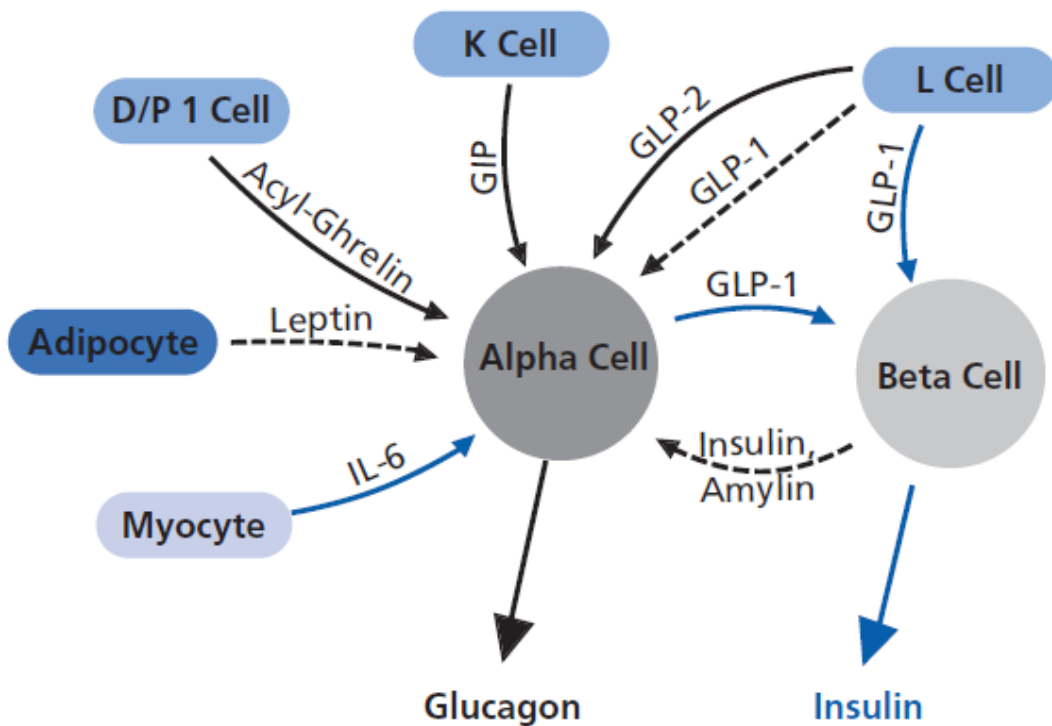 K Cell
L Cell
D/P 1 Cell
GLP-2
GLP-1
GIP
GLP-1
Acyl-Ghrelin
GLP-1
Leptin
Adipocyte
Alpha Cell
Beta Cell
Insulin,
Amylin
IL-6
Myocyte
Glucagon
Insulin